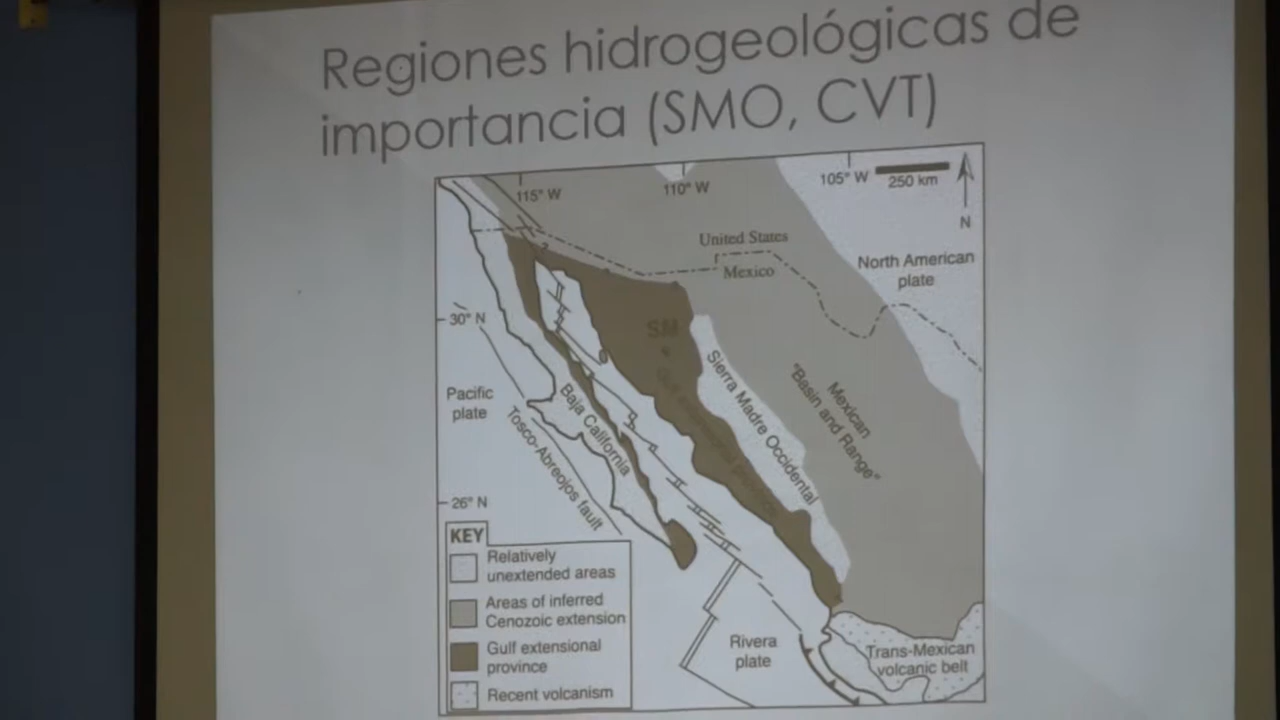 Regiones hidrogeológicas de
importancia (SMO, CVT)
115° W
110° W
105° W
250 km
N
United States
Mexico
North American
plate
30° N
SM
Pacific
plate
Baja California
Tosco-Abreojos fault
Sierra Madre Occidental
Mexican
"Basin and Range"
26° N
KEY
Relatively
unextended areas
Areas of inferred
Cenozoic extension
Gulf extensional
province
Recent volcanism
Rivera
plate
Trans-Mexican
volcanic belt